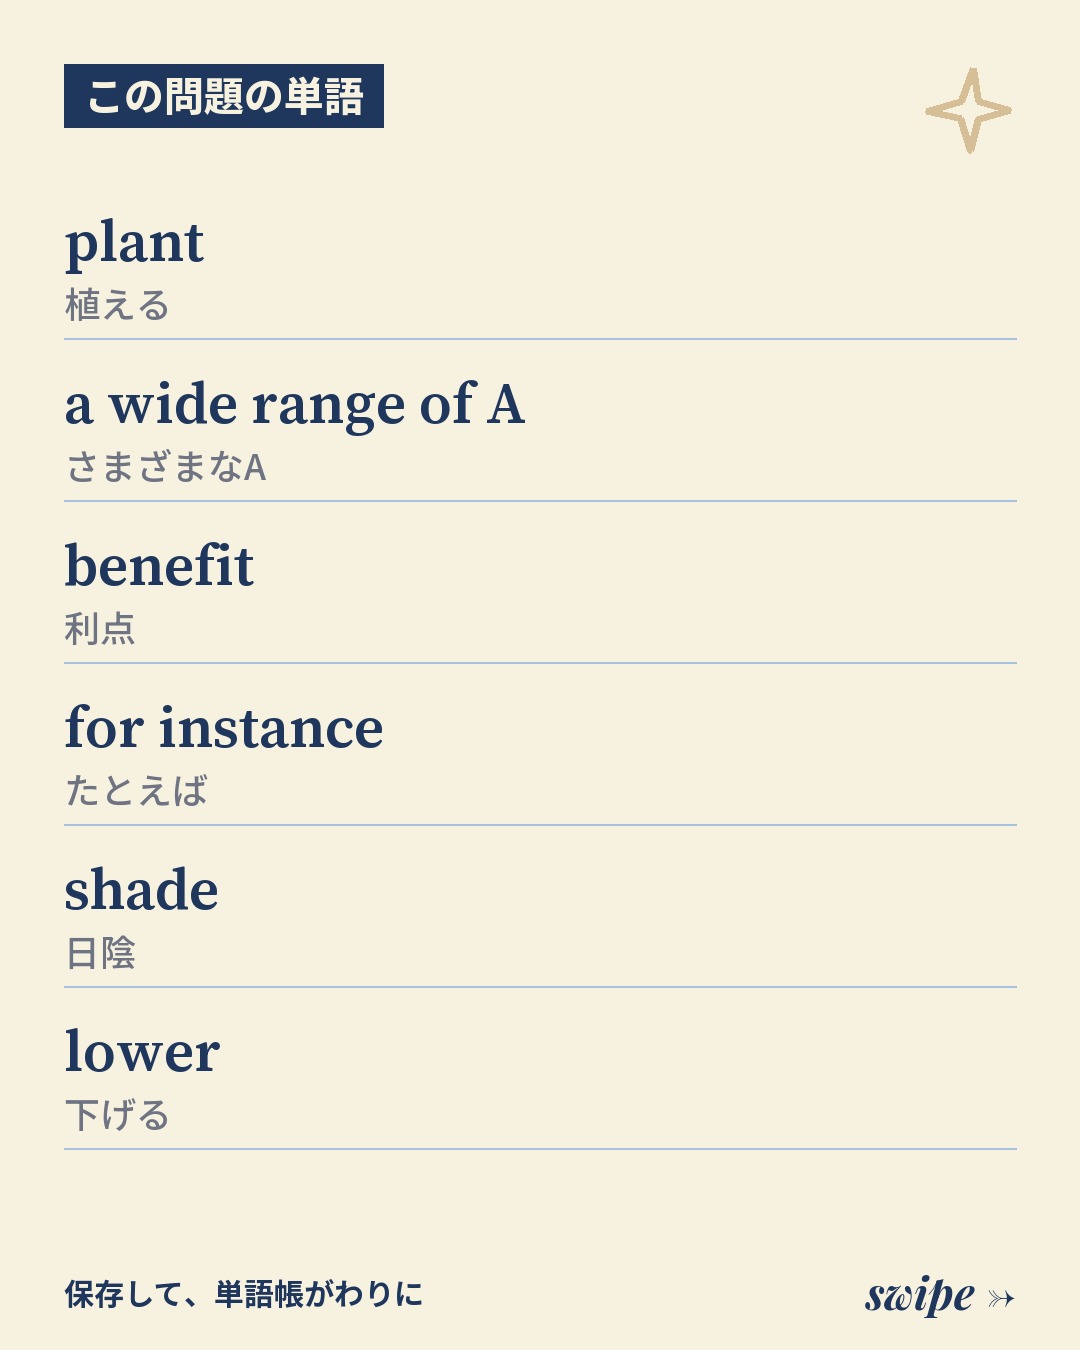 この問題の単語
plant
植える
a wide range of A
さまざまなA
benefit
利点
for instance
たとえば
shade
日陰
lower
下げる
保存して、単語帳がわりに
swipe